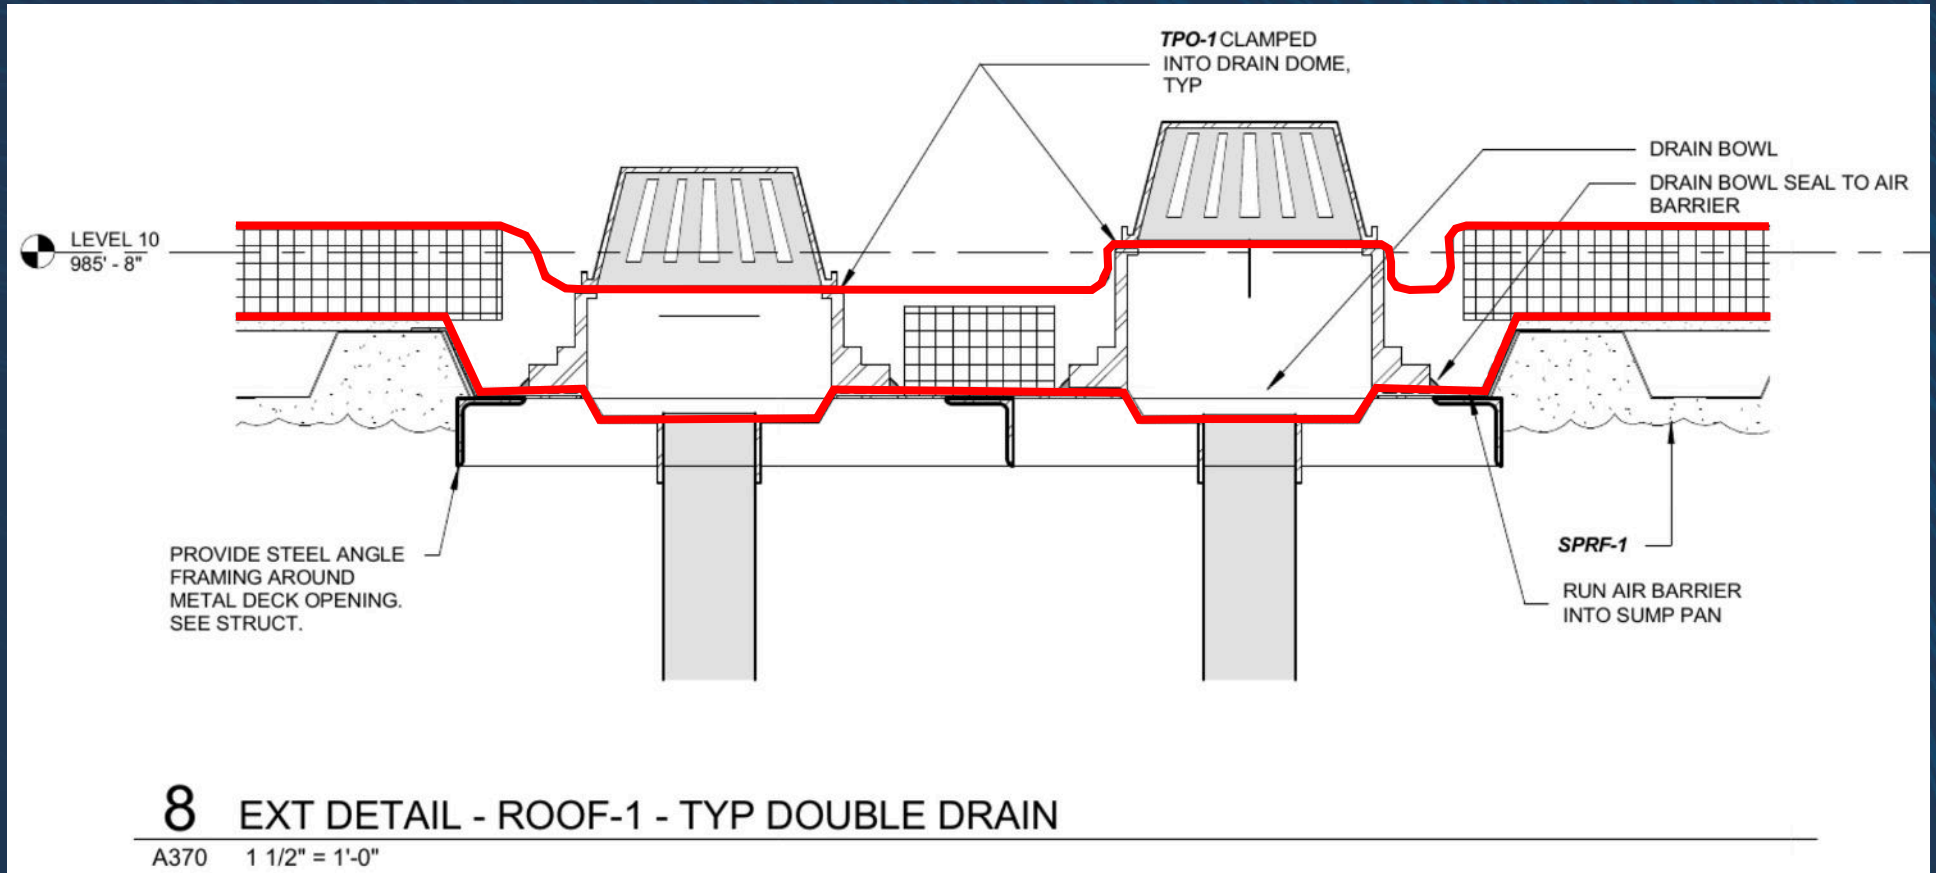 TPO-1 CLAMPED
INTO DRAIN DOME,
TYP
DRAIN BOWL
DRAIN BOWL SEAL TO AIR
BARRIER
LEVEL 10
985' - 8"
PROVIDE STEEL ANGLE
FRAMING AROUND
METAL DECK OPENING.
SEE STRUCT.
SPRF-1
RUN AIR BARRIER
INTO SUMP PAN
8 EXT DETAIL - ROOF-1 - TYP DOUBLE DRAIN
A370 1 1/2" = 1'-0"